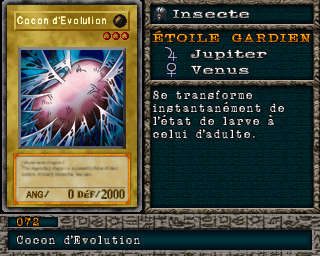 Cocon d'Evolution
ANG/ 0 DéF/2000
Insecte
ÉTOILE GARDIEN
Jupiter
Venus
Se transforme
instantanément de
l'état de larve à
celui d'adulte.
072
Cocon d'Evolution